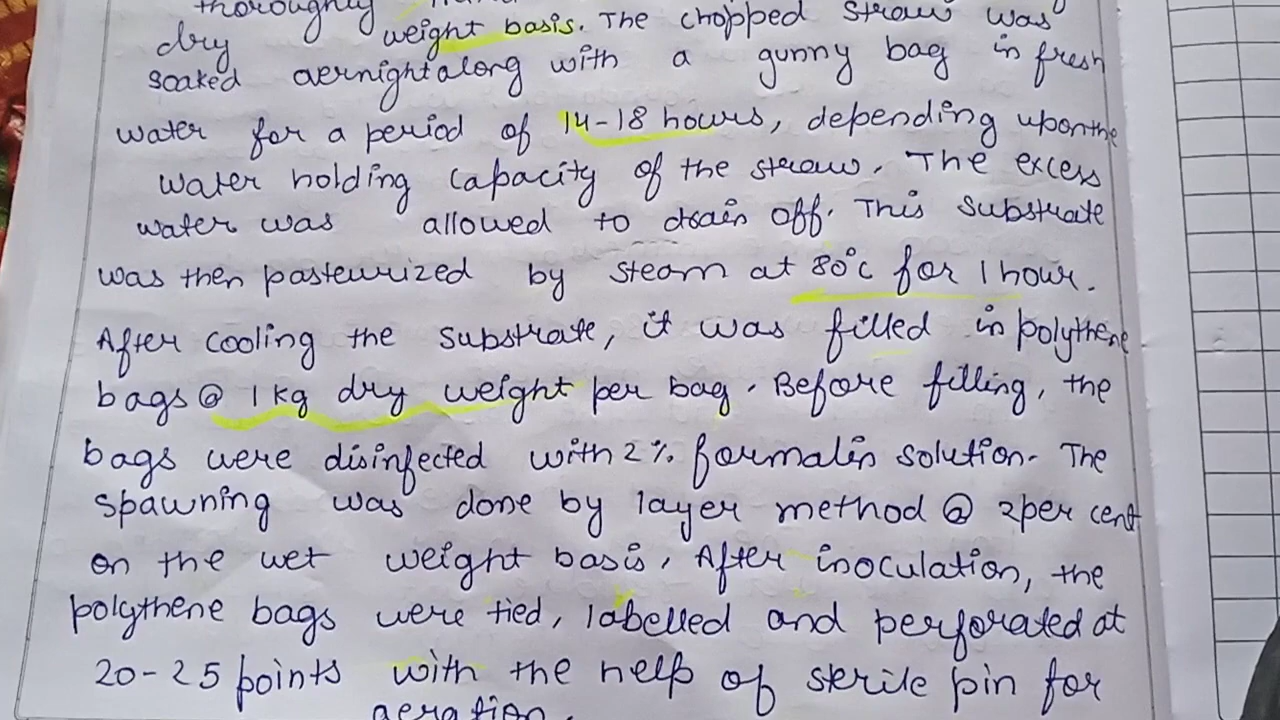 thoroughly
dry weight basis. The chopped straw was
soaked overnight along with a gunny bag in fresh
water for a period of 14-18 hours, depending upon the
water holding capacity of the straw. The excess
water was allowed to drain off. This substrate
was then pasteurized by steam at 80°c for 1 hour.
After cooling the substrate, it was filled in polythene
bags @ 1 kg dry weight per bag. Before filling, the
bags were disinfected with 2% formalin solution. The
spawning was done by layer method @ 2per cent
on the wet weight basis. After inoculation, the
polythene bags were tied, labelled and perforated at
20-25 points with the help of sterile pin for
aeration.